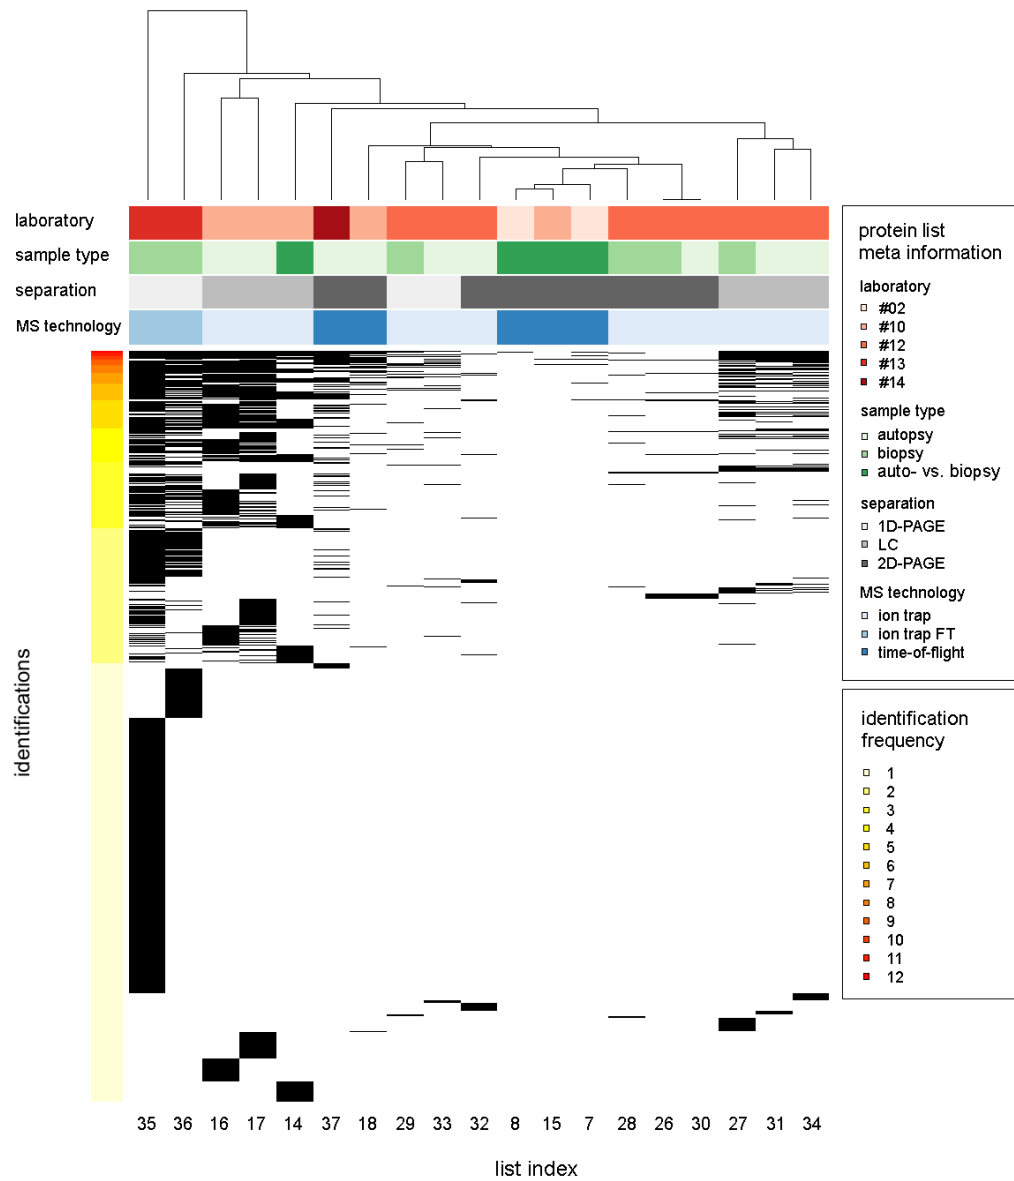 laboratory
sample type
separation
MS technology
identifications
35 36 16 17 14 37 18 29 33 32 8 15 7 28 26 30 27 31 34
list index
protein list
meta information
laboratory
#02
#10
#12
#13
#14
sample type
autopsy
biopsy
auto- vs. biopsy
separation
1D-PAGE
LC
2D-PAGE
MS technology
ion trap
ion trap FT
time-of-flight
identification
frequency
1
2
3
4
5
6
7
8
9
10
11
12